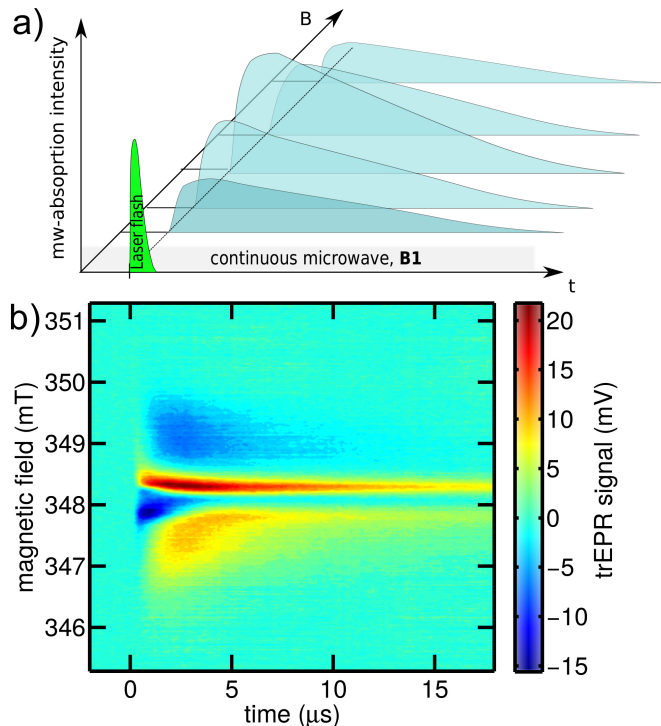 a)
B
mw-absoprtion intensity
Laser flash
continuous microwave, B1
t
b)
351
350
349
348
347
346
magnetic field (mT)
0
5
10
15
time (μs)
20
15
10
5
0
−5
−10
−15
trEPR signal (mV)